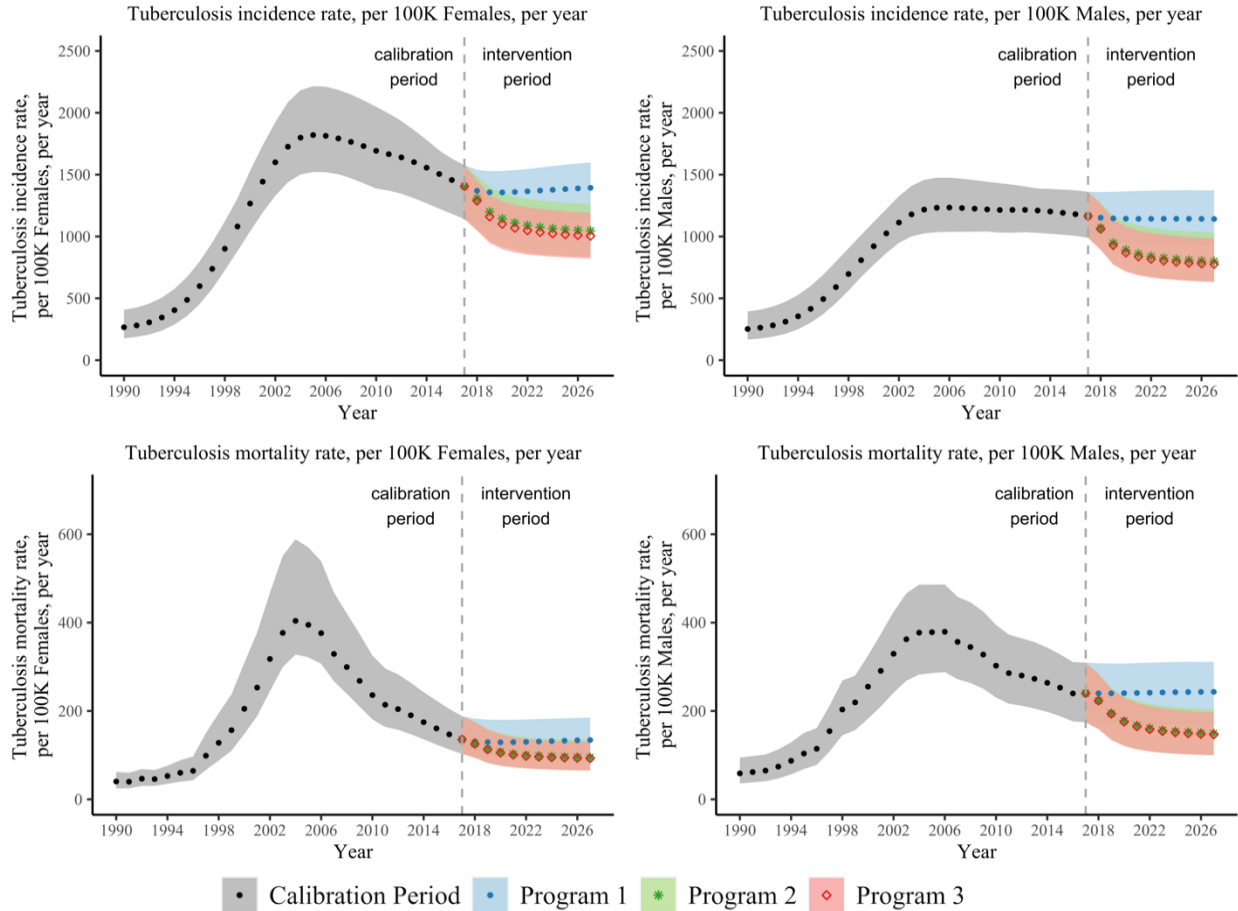 Tuberculosis incidence rate, per 100K Females, per year
Tuberculosis incidence rate,
per 100K Females, per year
2500
2000
1500
1000
500
0
calibration
period
intervention
period
1990 1994 1998 2002 2006 2010 2014 2018 2022 2026
Year
Tuberculosis incidence rate, per 100K Males, per year
Tuberculosis incidence rate,
per 100K Males, per year
2500
2000
1500
1000
500
0
calibration
period
intervention
period
1990 1994 1998 2002 2006 2010 2014 2018 2022 2026
Year
Tuberculosis mortality rate, per 100K Females, per year
Tuberculosis mortality rate,
per 100K Females, per year
600
400
200
0
calibration
period
intervention
period
1990 1994 1998 2002 2006 2010 2014 2018 2022 2026
Year
Tuberculosis mortality rate, per 100K Males, per year
Tuberculosis mortality rate,
per 100K Males, per year
600
400
200
0
calibration
period
intervention
period
1990 1994 1998 2002 2006 2010 2014 2018 2022 2026
Year
Calibration Period Program 1 Program 2 Program 3